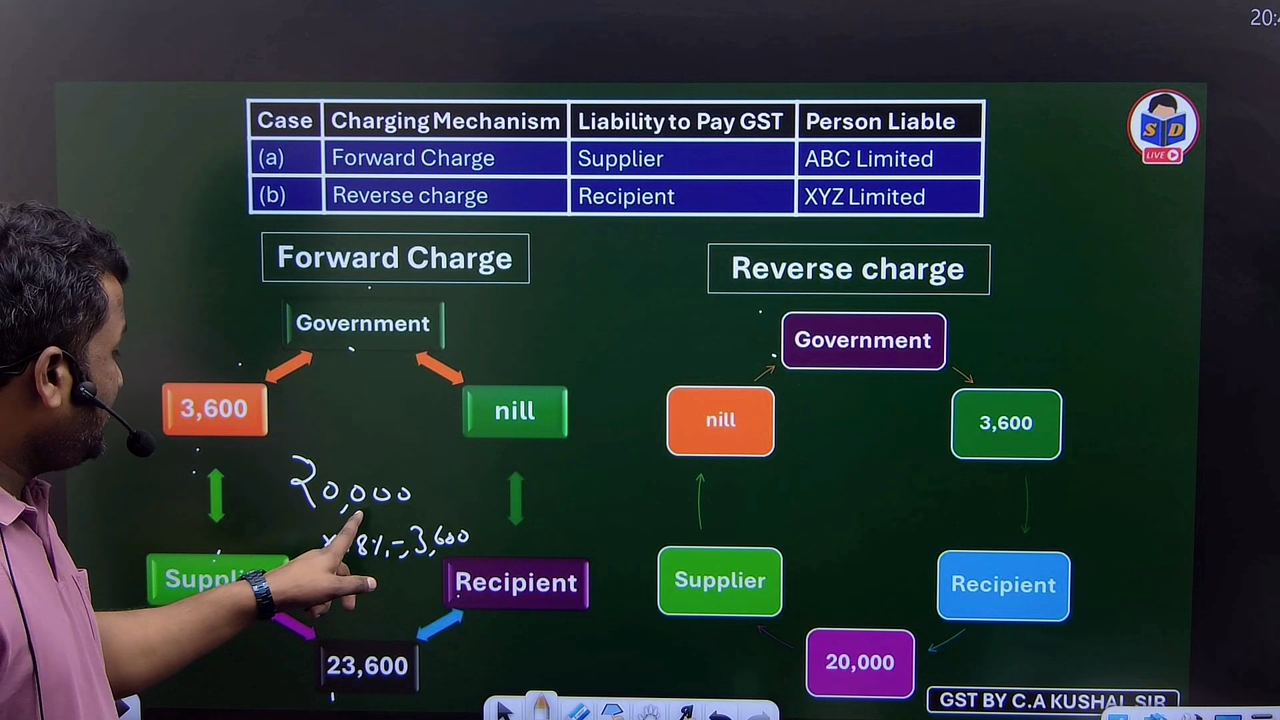 20:
Case Charging Mechanism Liability to Pay GST Person Liable
(a) Forward Charge Supplier ABC Limited
(b) Reverse charge Recipient XYZ Limited
S D
LIVE
Forward Charge
Reverse charge
Government
Government
3,600
nill
nill
3,600
20,000
8%=3,600
Suppli
Recipient
Supplier
Recipient
23,600
20,000
GST BY C.A KUSHAL SIR